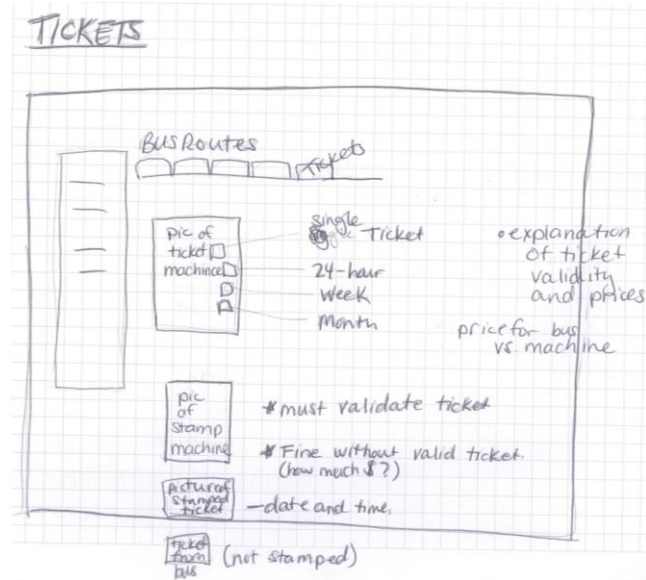 TICKETS
Bus Routes
Tickets
pic of
ticket
machince
single
Ticket
24-hour
Week
Month
• explanation
of ticket
validity
and prices
price for bus
vs machine
pic
of
stamp
machine
* must validate ticket
* Fine without valid ticket.
(how much $?)
Picture of
stamped
ticket
- date and time.
ticket
from
bus
(not stamped)